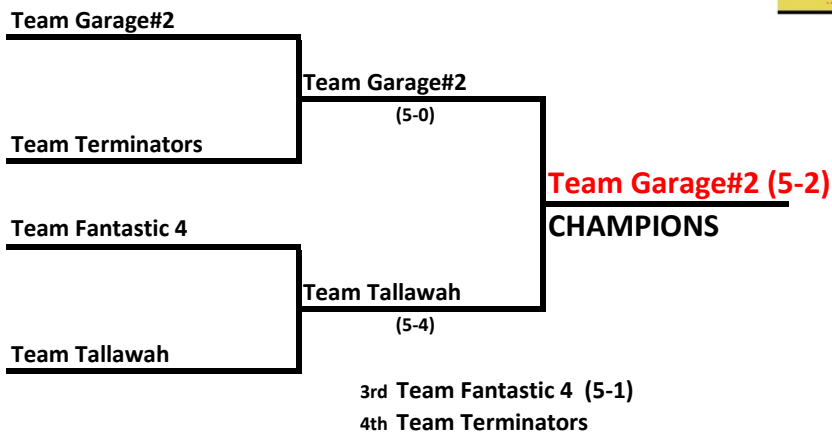 Team Garage#2
Team Garage#2
(5-0)
Team Terminators
Team Garage#2 (5-2)
CHAMPIONS
Team Fantastic 4
Team Tallawah
(5-4)
Team Tallawah
3rd Team Fantastic 4 (5-1)
4th Team Terminators